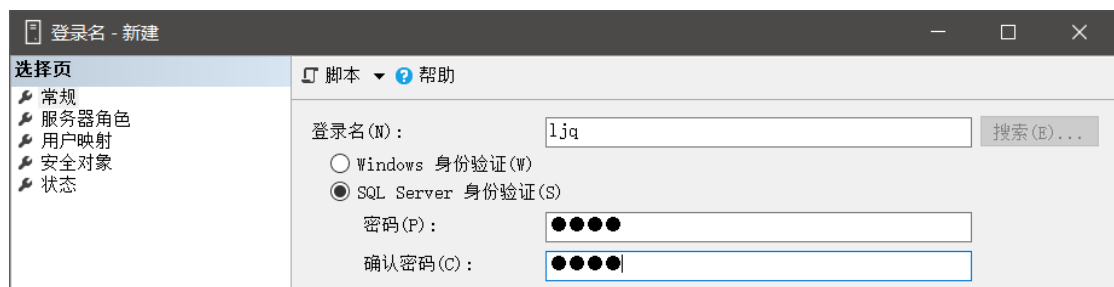 登录名 - 新建
选择页
常规
服务器角色
用户映射
安全对象
状态
脚本 帮助
登录名(N): ljq 搜索(E)...
Windows 身份验证(W)
SQL Server 身份验证(S)
密码(P): ●●●●
确认密码(C): ●●●●